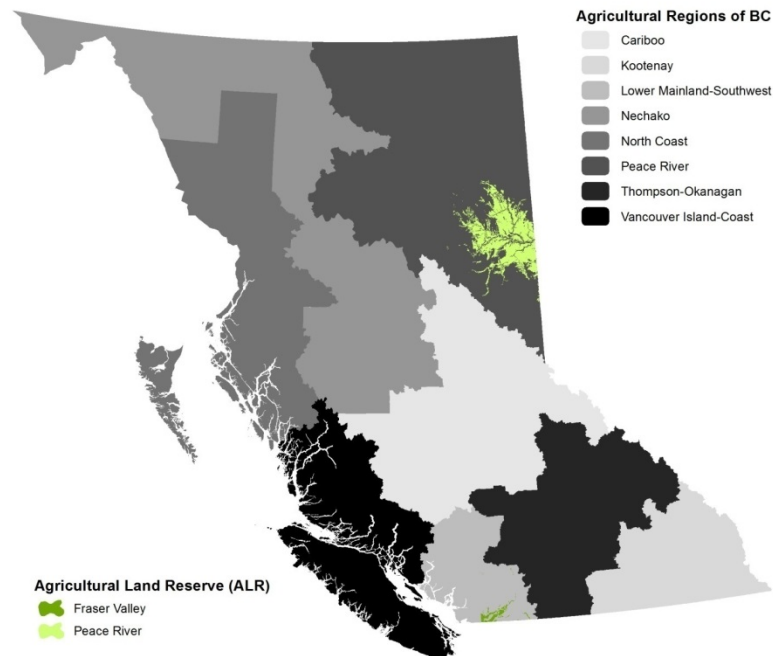 Agricultural Regions of BC
Cariboo
Kootenay
Lower Mainland-Southwest
Nechako
North Coast
Peace River
Thompson-Okanagan
Vancouver Island-Coast
Agricultural Land Reserve (ALR)
Fraser Valley
Peace River